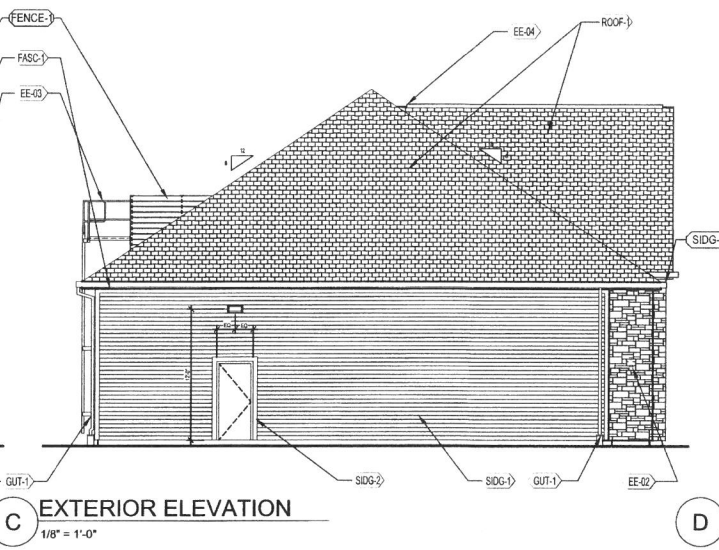 FENCE-1
ROOF-1
EE-04
FASC-1
EE-03
12
8
SIDG-
GUT-1
SIDG-2
SIDG-1
GUT-1
EE-02
C
EXTERIOR ELEVATION
D
1/8" = 1'-0"